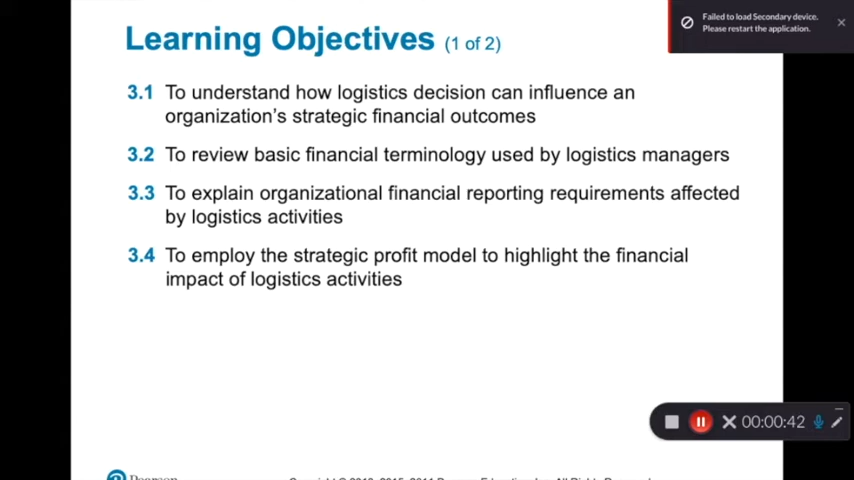 Learning Objectives (1 of 2)
3.1 To understand how logistics decision can influence an
organization's strategic financial outcomes
3.2 To review basic financial terminology used by logistics managers
3.3 To explain organizational financial reporting requirements affected
by logistics activities
3.4 To employ the strategic profit model to highlight the financial
impact of logistics activities
Failed to load Secondary device.
Please restart the application.
00:00:42
Pearson